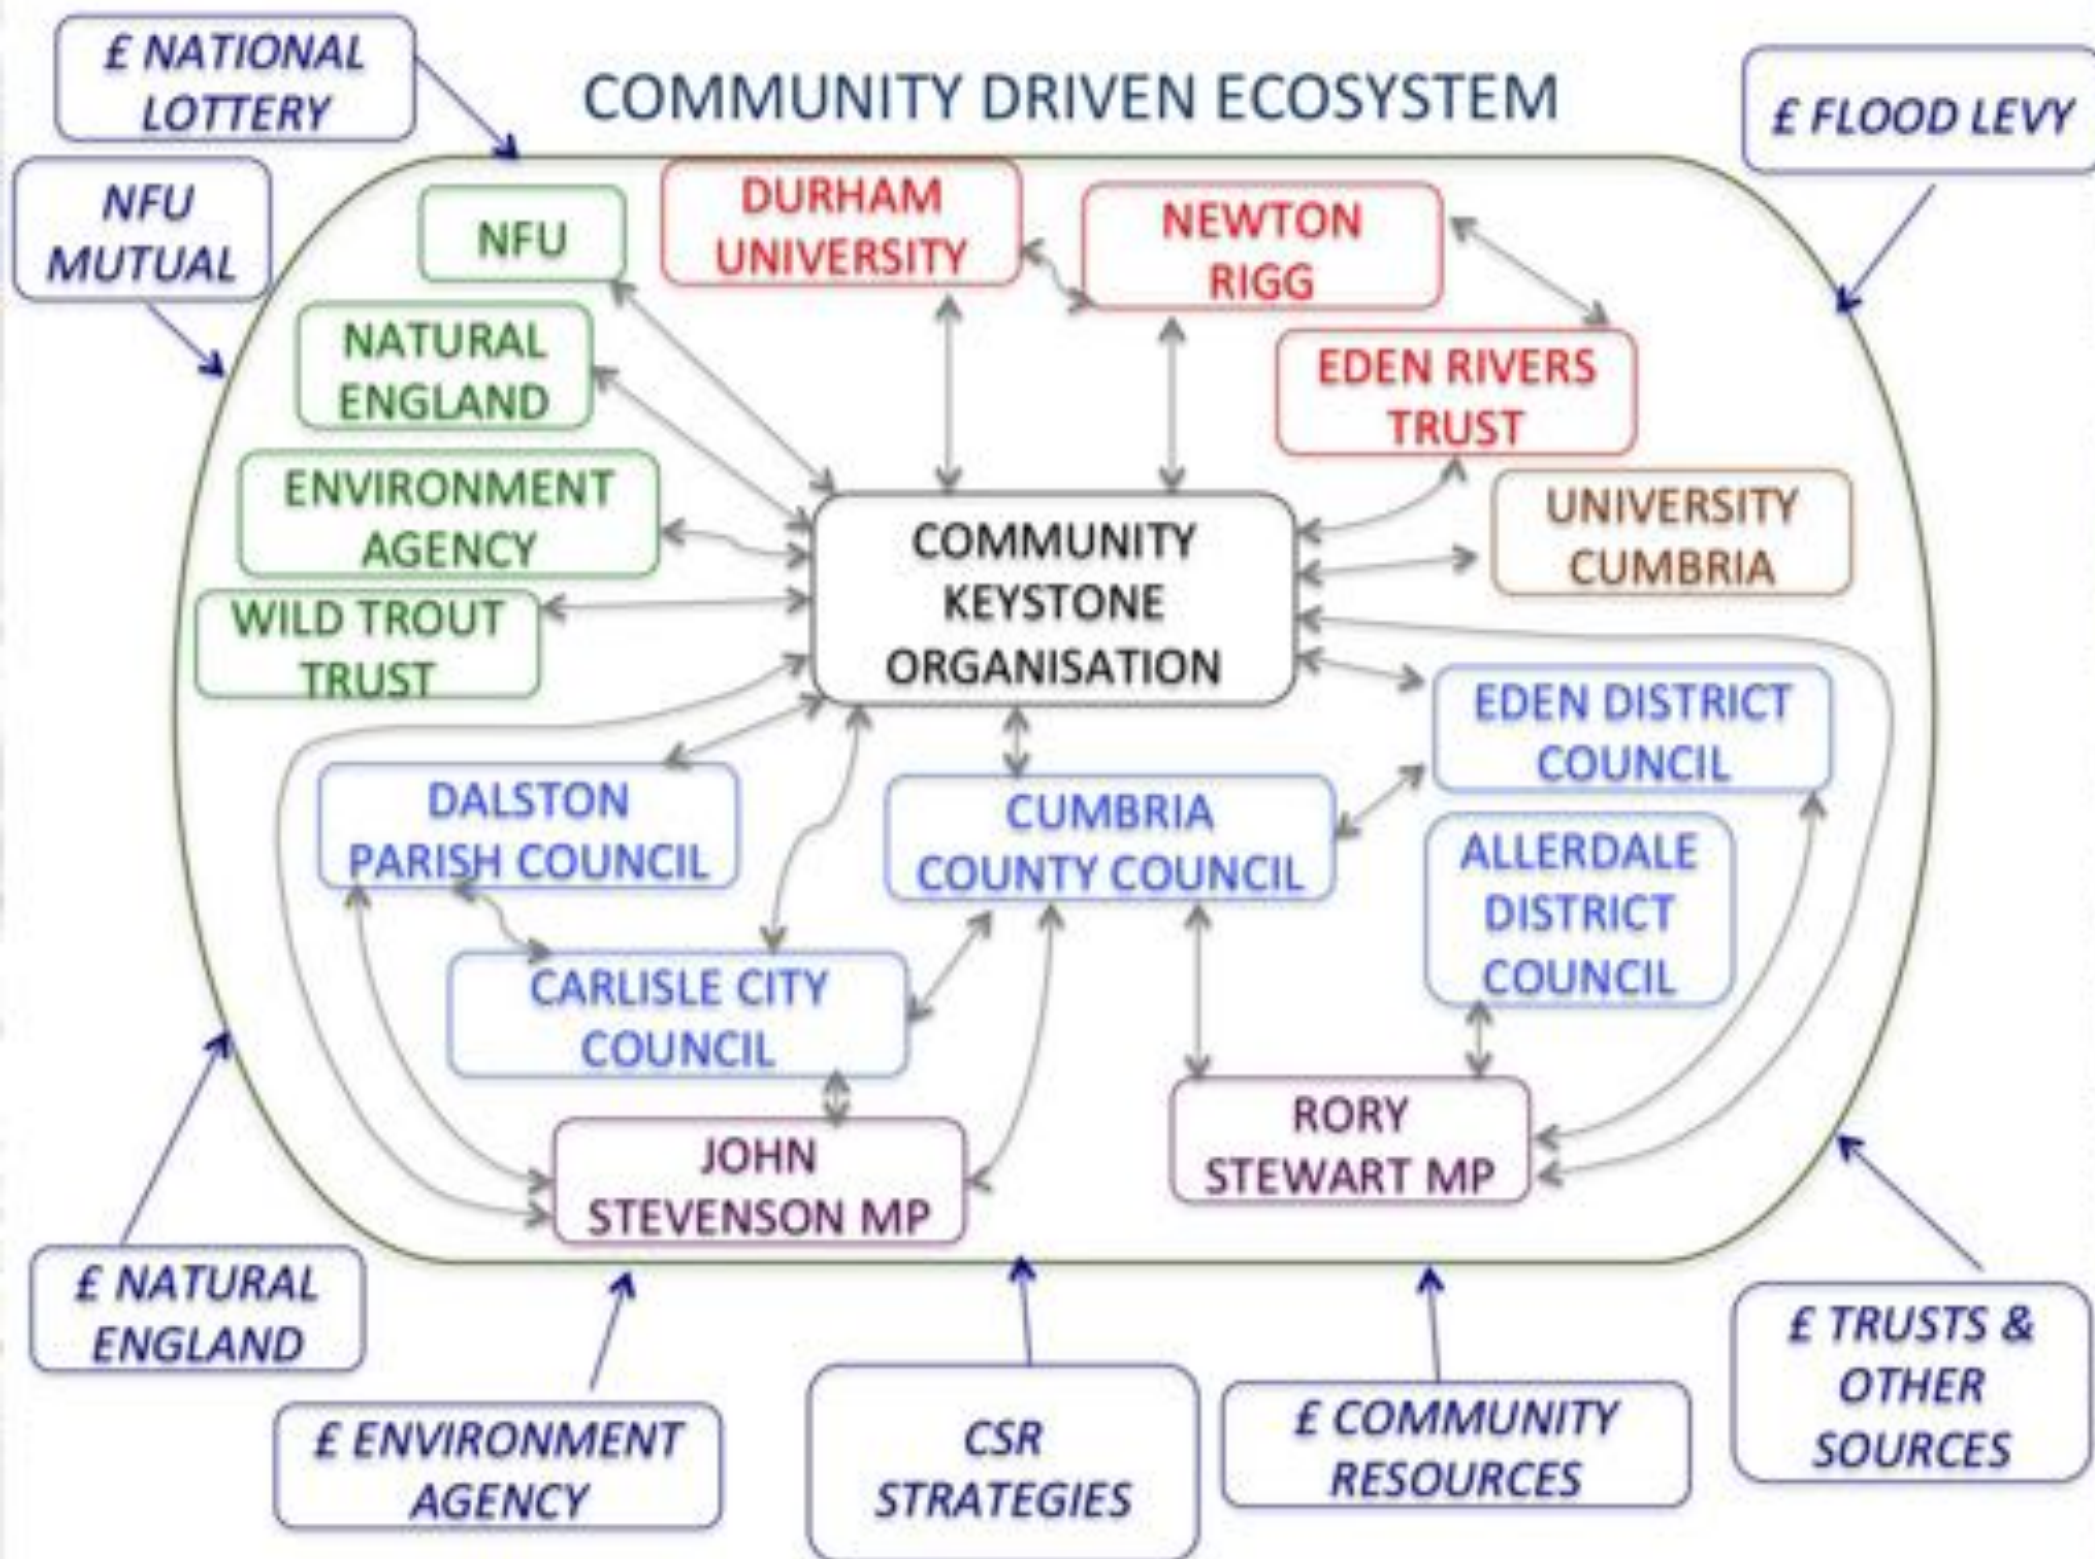 £ NATIONAL
LOTTERY
COMMUNITY DRIVEN ECOSYSTEM
£ FLOOD LEVY
NFU
MUTUAL
NFU
DURHAM
UNIVERSITY
NEWTON
RIGG
NATURAL
ENGLAND
EDEN RIVERS
TRUST
ENVIRONMENT
AGENCY
COMMUNITY
KEYSTONE
ORGANISATION
UNIVERSITY
CUMBRIA
WILD TROUT
TRUST
EDEN DISTRICT
COUNCIL
DALSTON
PARISH COUNCIL
CUMBRIA
COUNTY COUNCIL
ALLERDALE
DISTRICT
COUNCIL
CARLISLE CITY
COUNCIL
JOHN
STEVENSON MP
RORY
STEWART MP
£ NATURAL
ENGLAND
£ ENVIRONMENT
AGENCY
CSR
STRATEGIES
£ COMMUNITY
RESOURCES
£ TRUSTS &
OTHER
SOURCES